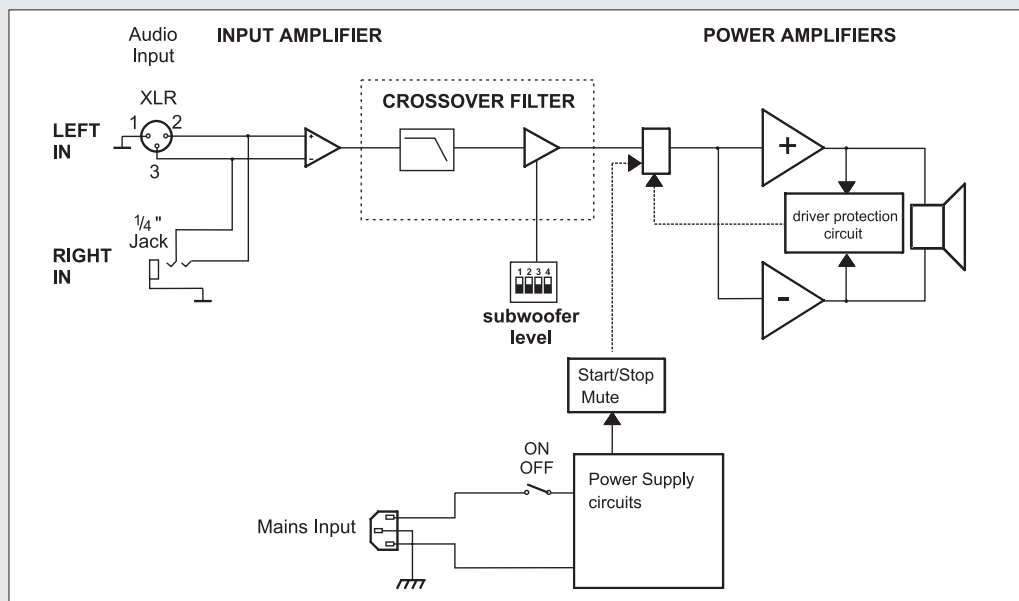 Audio
Input
INPUT AMPLIFIER
POWER AMPLIFIERS
CROSSOVER FILTER
XLR
LEFT
IN
1
2
3
+
-
+
1/4"
Jack
RIGHT
IN
driver protection
circuit
1 2 3 4
subwoofer
level
-
Start/Stop
Mute
ON
OFF
Power Supply
circuits
Mains Input